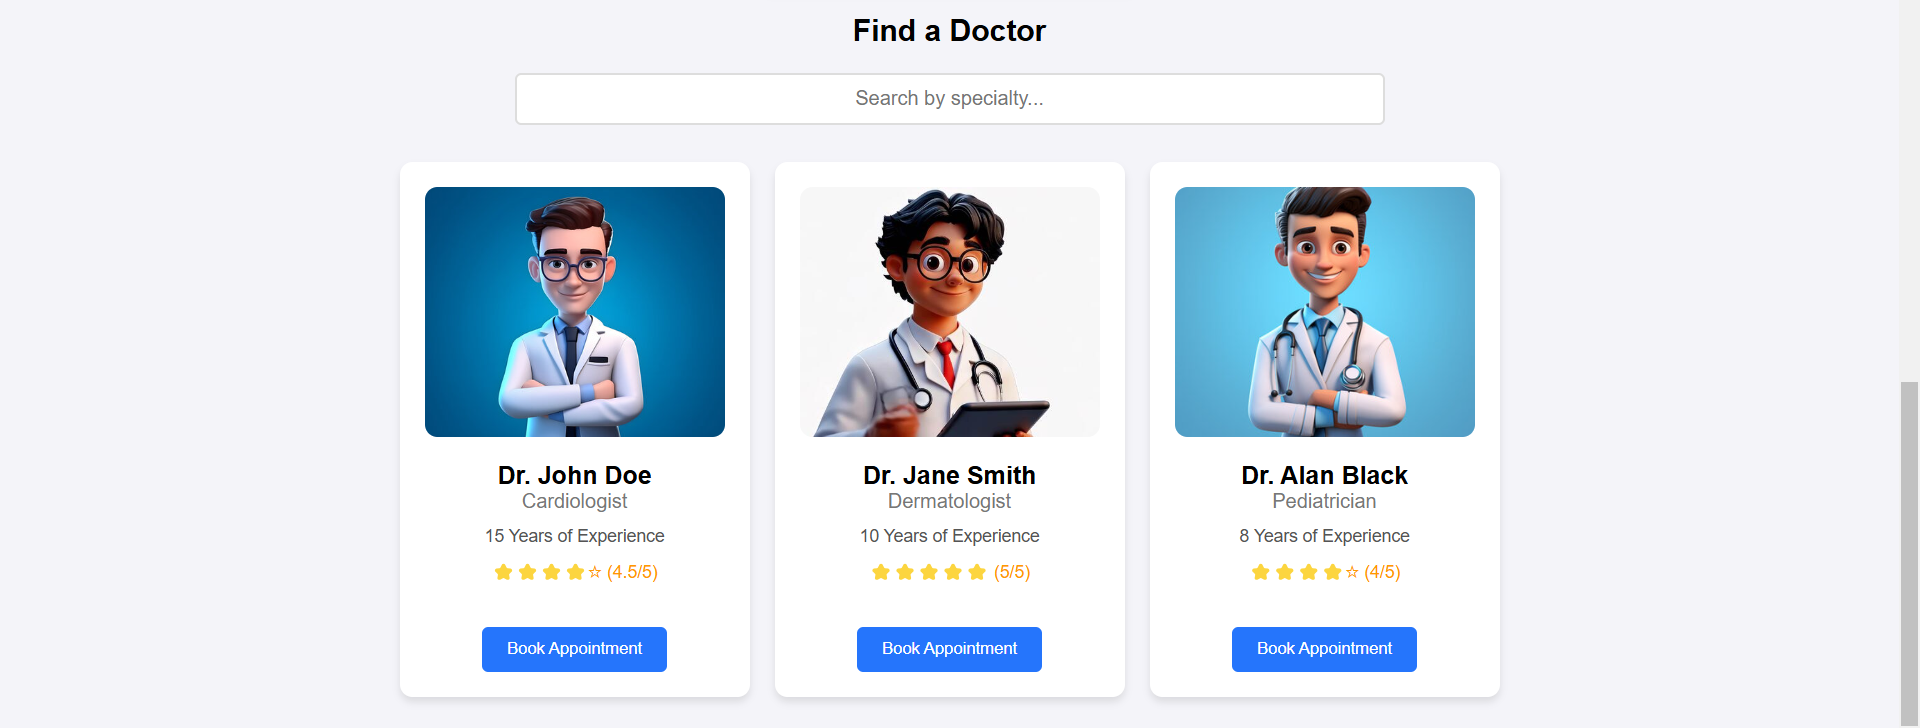 Find a Doctor
Search by specialty...
Dr. John Doe
Cardiologist
15 Years of Experience
⭐⭐⭐⭐☆ (4.5/5)
Book Appointment
Dr. Jane Smith
Dermatologist
10 Years of Experience
⭐⭐⭐⭐⭐ (5/5)
Book Appointment
Dr. Alan Black
Pediatrician
8 Years of Experience
⭐⭐⭐⭐☆ (4/5)
Book Appointment